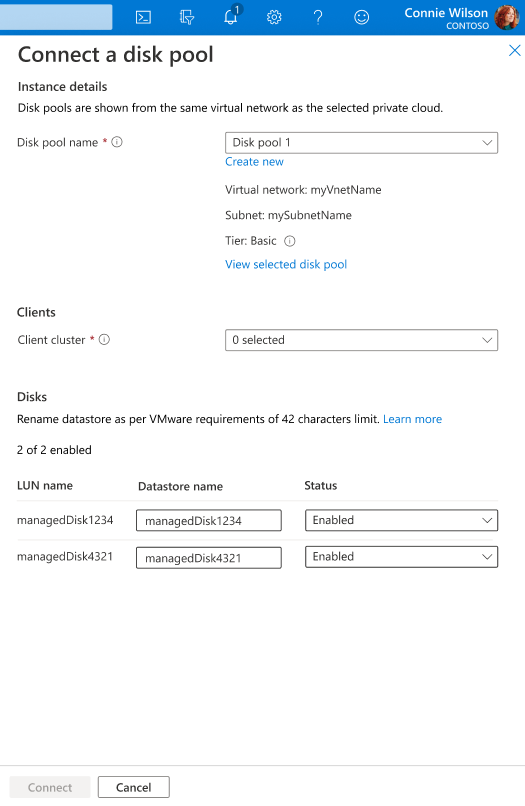 1
Connie Wilson
CONTOSO
Connect a disk pool
Instance details
Disk pools are shown from the same virtual network as the selected private cloud.
Disk pool name *
Disk pool 1
Create new
Virtual network: myVnetName
Subnet: mySubnetName
Tier: Basic
View selected disk pool
Clients
Client cluster *
0 selected
Disks
Rename datastore as per VMware requirements of 42 characters limit. Learn more
2 of 2 enabled
LUN name Datastore name Status
managedDisk1234 managedDisk1234 Enabled
managedDisk4321 managedDisk4321 Enabled
Connect Cancel